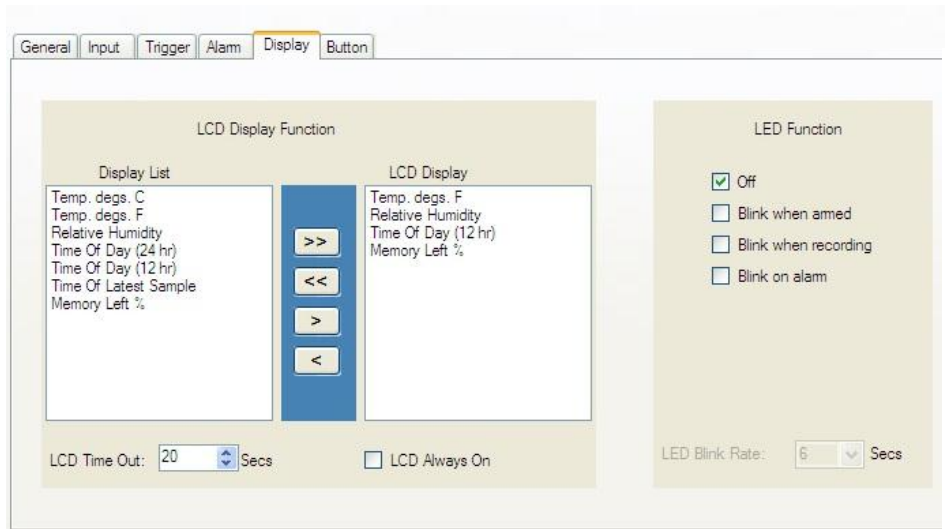 General Input Trigger Alarm Display Button
LCD Display Function
Display List
Temp. degs. C
Temp. degs. F
Relative Humidity
Time Of Day (24 hr)
Time Of Day (12 hr)
Time Of Latest Sample
Memory Left %
>>
<<
>
<
LCD Display
Temp. degs. F
Relative Humidity
Time Of Day (12 hr)
Memory Left %
LCD Time Out: 20 Secs
LCD Always On
LED Function
Off
Blink when armed
Blink when recording
Blink on alarm
LED Blink Rate: 6 Secs